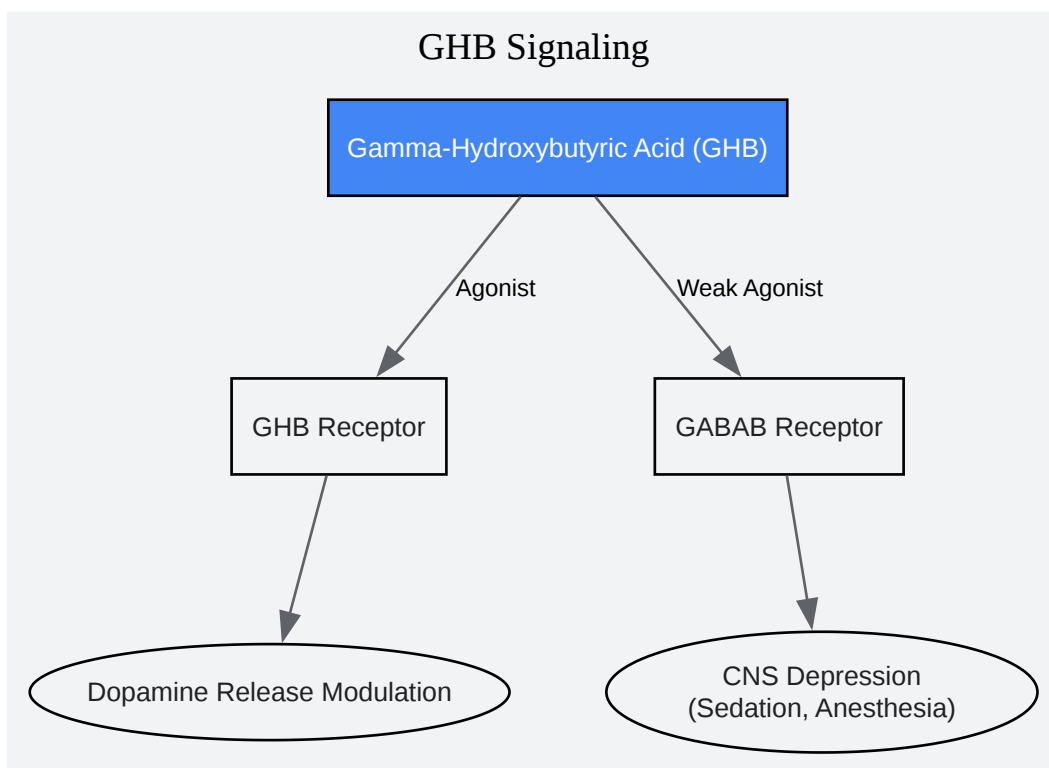 GHB Signaling
Gamma-Hydroxybutyric Acid (GHB)
Agonist
Weak Agonist
GHB Receptor
GABAB Receptor
Dopamine Release Modulation
CNS Depression
(Sedation, Anesthesia)